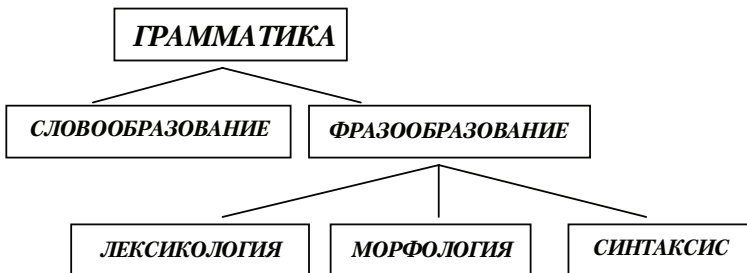 ГРАММАТИКА
СЛОВООБРАЗОВАНИЕ
ФРАЗООБРАЗОВАНИЕ
ЛЕКСИКОЛОГИЯ
МОРФОЛОГИЯ
СИНТАКСИС